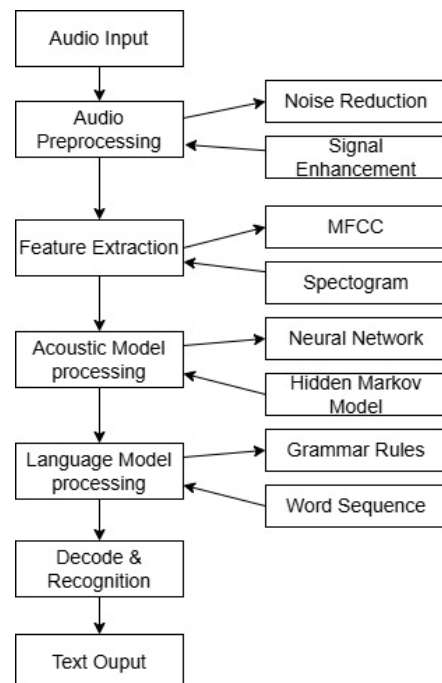 Audio Input
Audio
Preprocessing
Noise Reduction
Signal
Enhancement
Feature Extraction
MFCC
Spectogram
Acoustic Model
processing
Neural Network
Hidden Markov
Model
Language Model
processing
Grammar Rules
Word Sequence
Decode &
Recognition
Text Ouput